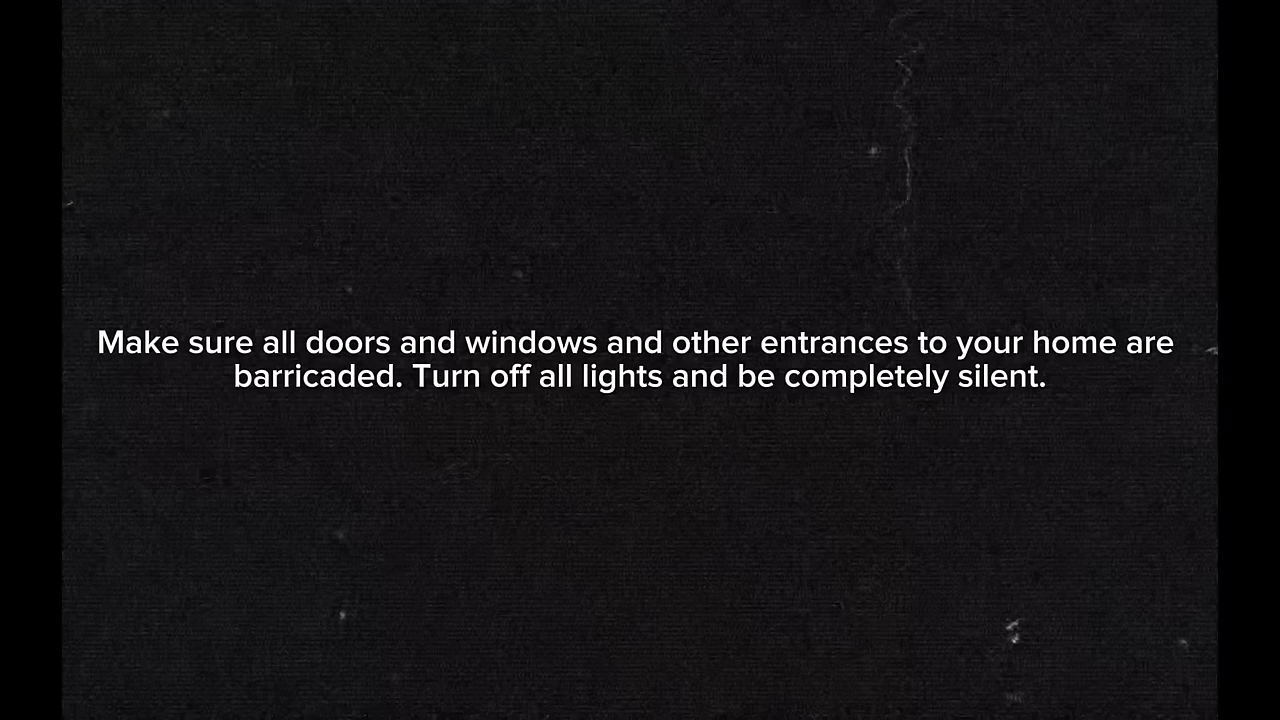 Make sure all doors and windows and other entrances to your home are
barricaded. Turn off all lights and be completely silent.